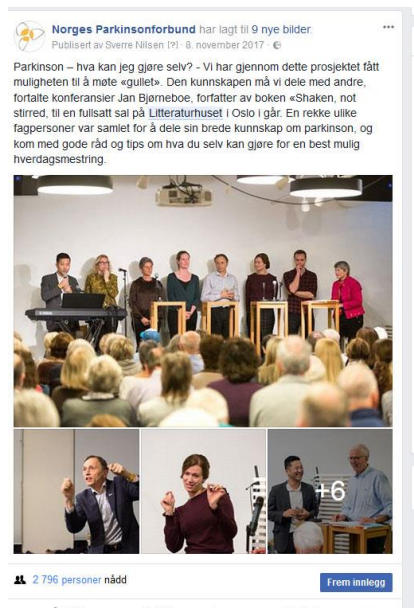 Norges Parkinsonforbund har lagt til 9 nye bilder.
Publisert av Sverre Nilsen [?] · 8. november 2017 ·
Parkinson – hva kan jeg gjøre selv? - Vi har gjennom dette prosjektet fått
muligheten til å møte «gullet». Den kunnskapen må vi dele med andre,
fortalte konferansier Jan Bjørneboe, forfatter av boken «Shaken, not
stirred, til en fullsatt sal på Litteraturhuset i Oslo i går. En rekke ulike
fagpersoner var samlet for å dele sin brede kunnskap om parkinson, og
kom med gode råd og tips om hva du selv kan gjøre for en best mulig
hverdagsmestring.
+6
2 796 personer nådd
Frem innlegg